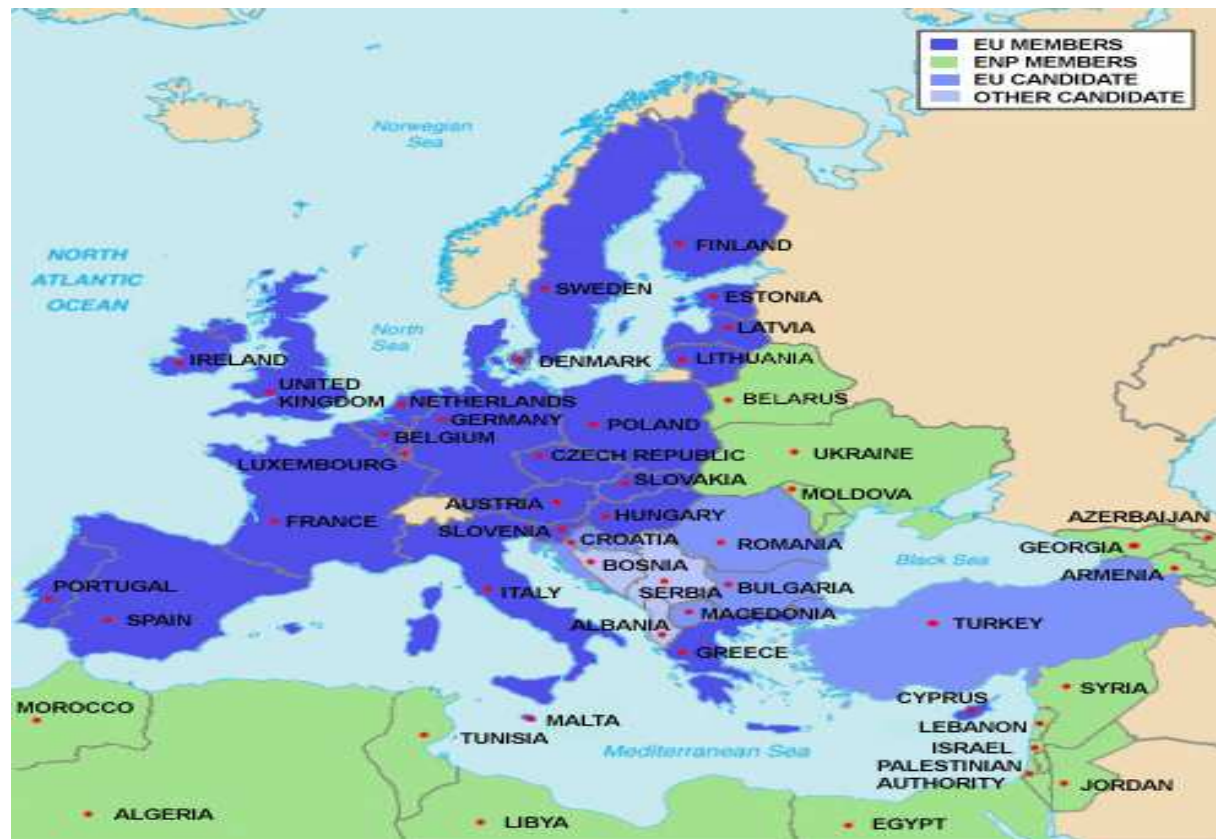 EU MEMBERS
ENP MEMBERS
EU CANDIDATE
OTHER CANDIDATE
Norwegian
Sea
NORTH
ATLANTIC
OCEAN
FINLAND
SWEDEN
ESTONIA
North
Sea
LATVIA
IRELAND
DENMARK
LITHUANIA
UNITED
KINGDOM
NETHERLANDS
BELARUS
GERMANY
POLAND
BELGIUM
LUXEMBOURG
CZECH REPUBLIC
UKRAINE
SLOVAKIA
MOLDOVA
AUSTRIA
HUNGARY
FRANCE
SLOVENIA
CROATIA
ROMANIA
AZERBAIJAN
GEORGIA
Black Sea
BOSNIA
ARMENIA
PORTUGAL
ITALY
SERBIA
BULGARIA
SPAIN
MACEDONIA
ALBANIA
TURKEY
GREECE
SYRIA
CYPRUS
MOROCCO
MALTA
LEBANON
TUNISIA
Mediterranean Sea
ISRAEL
PALESTINIAN
AUTHORITY
JORDAN
ALGERIA
LIBYA
EGYPT